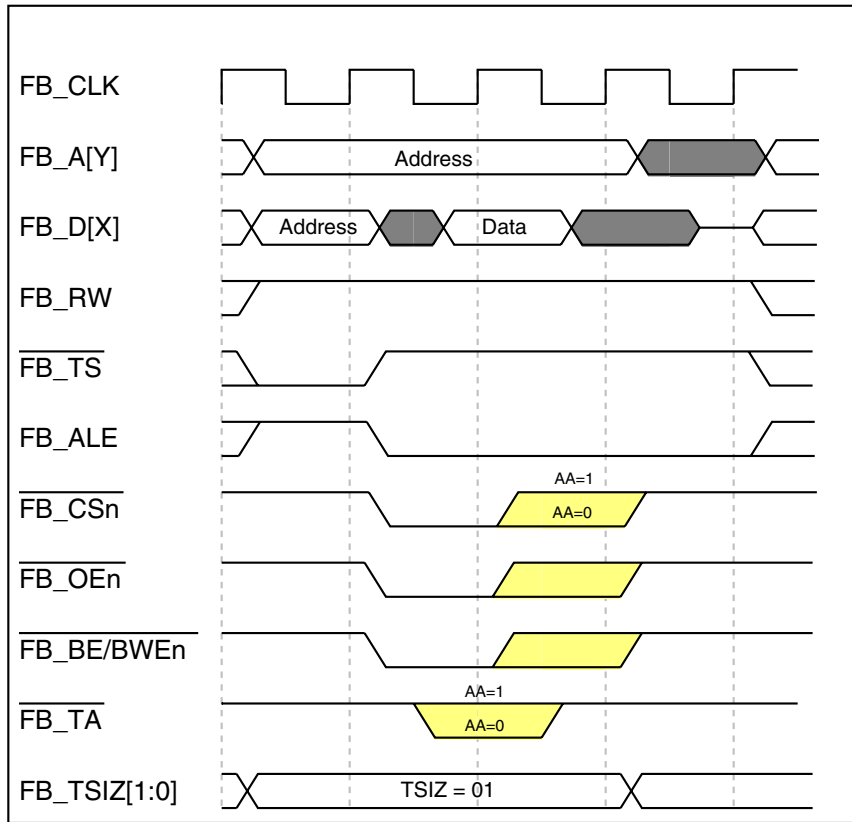 FB_CLK
FB_A[Y] Address
FB_D[X] Address Data
FB_RW
FB_TS
FB_ALE
AA=1
FB_CSn AA=0
FB_OEn
FB_BE/BWEn
AA=1
FB_TA AA=0
FB_TSIZ[1:0] TSIZ = 01